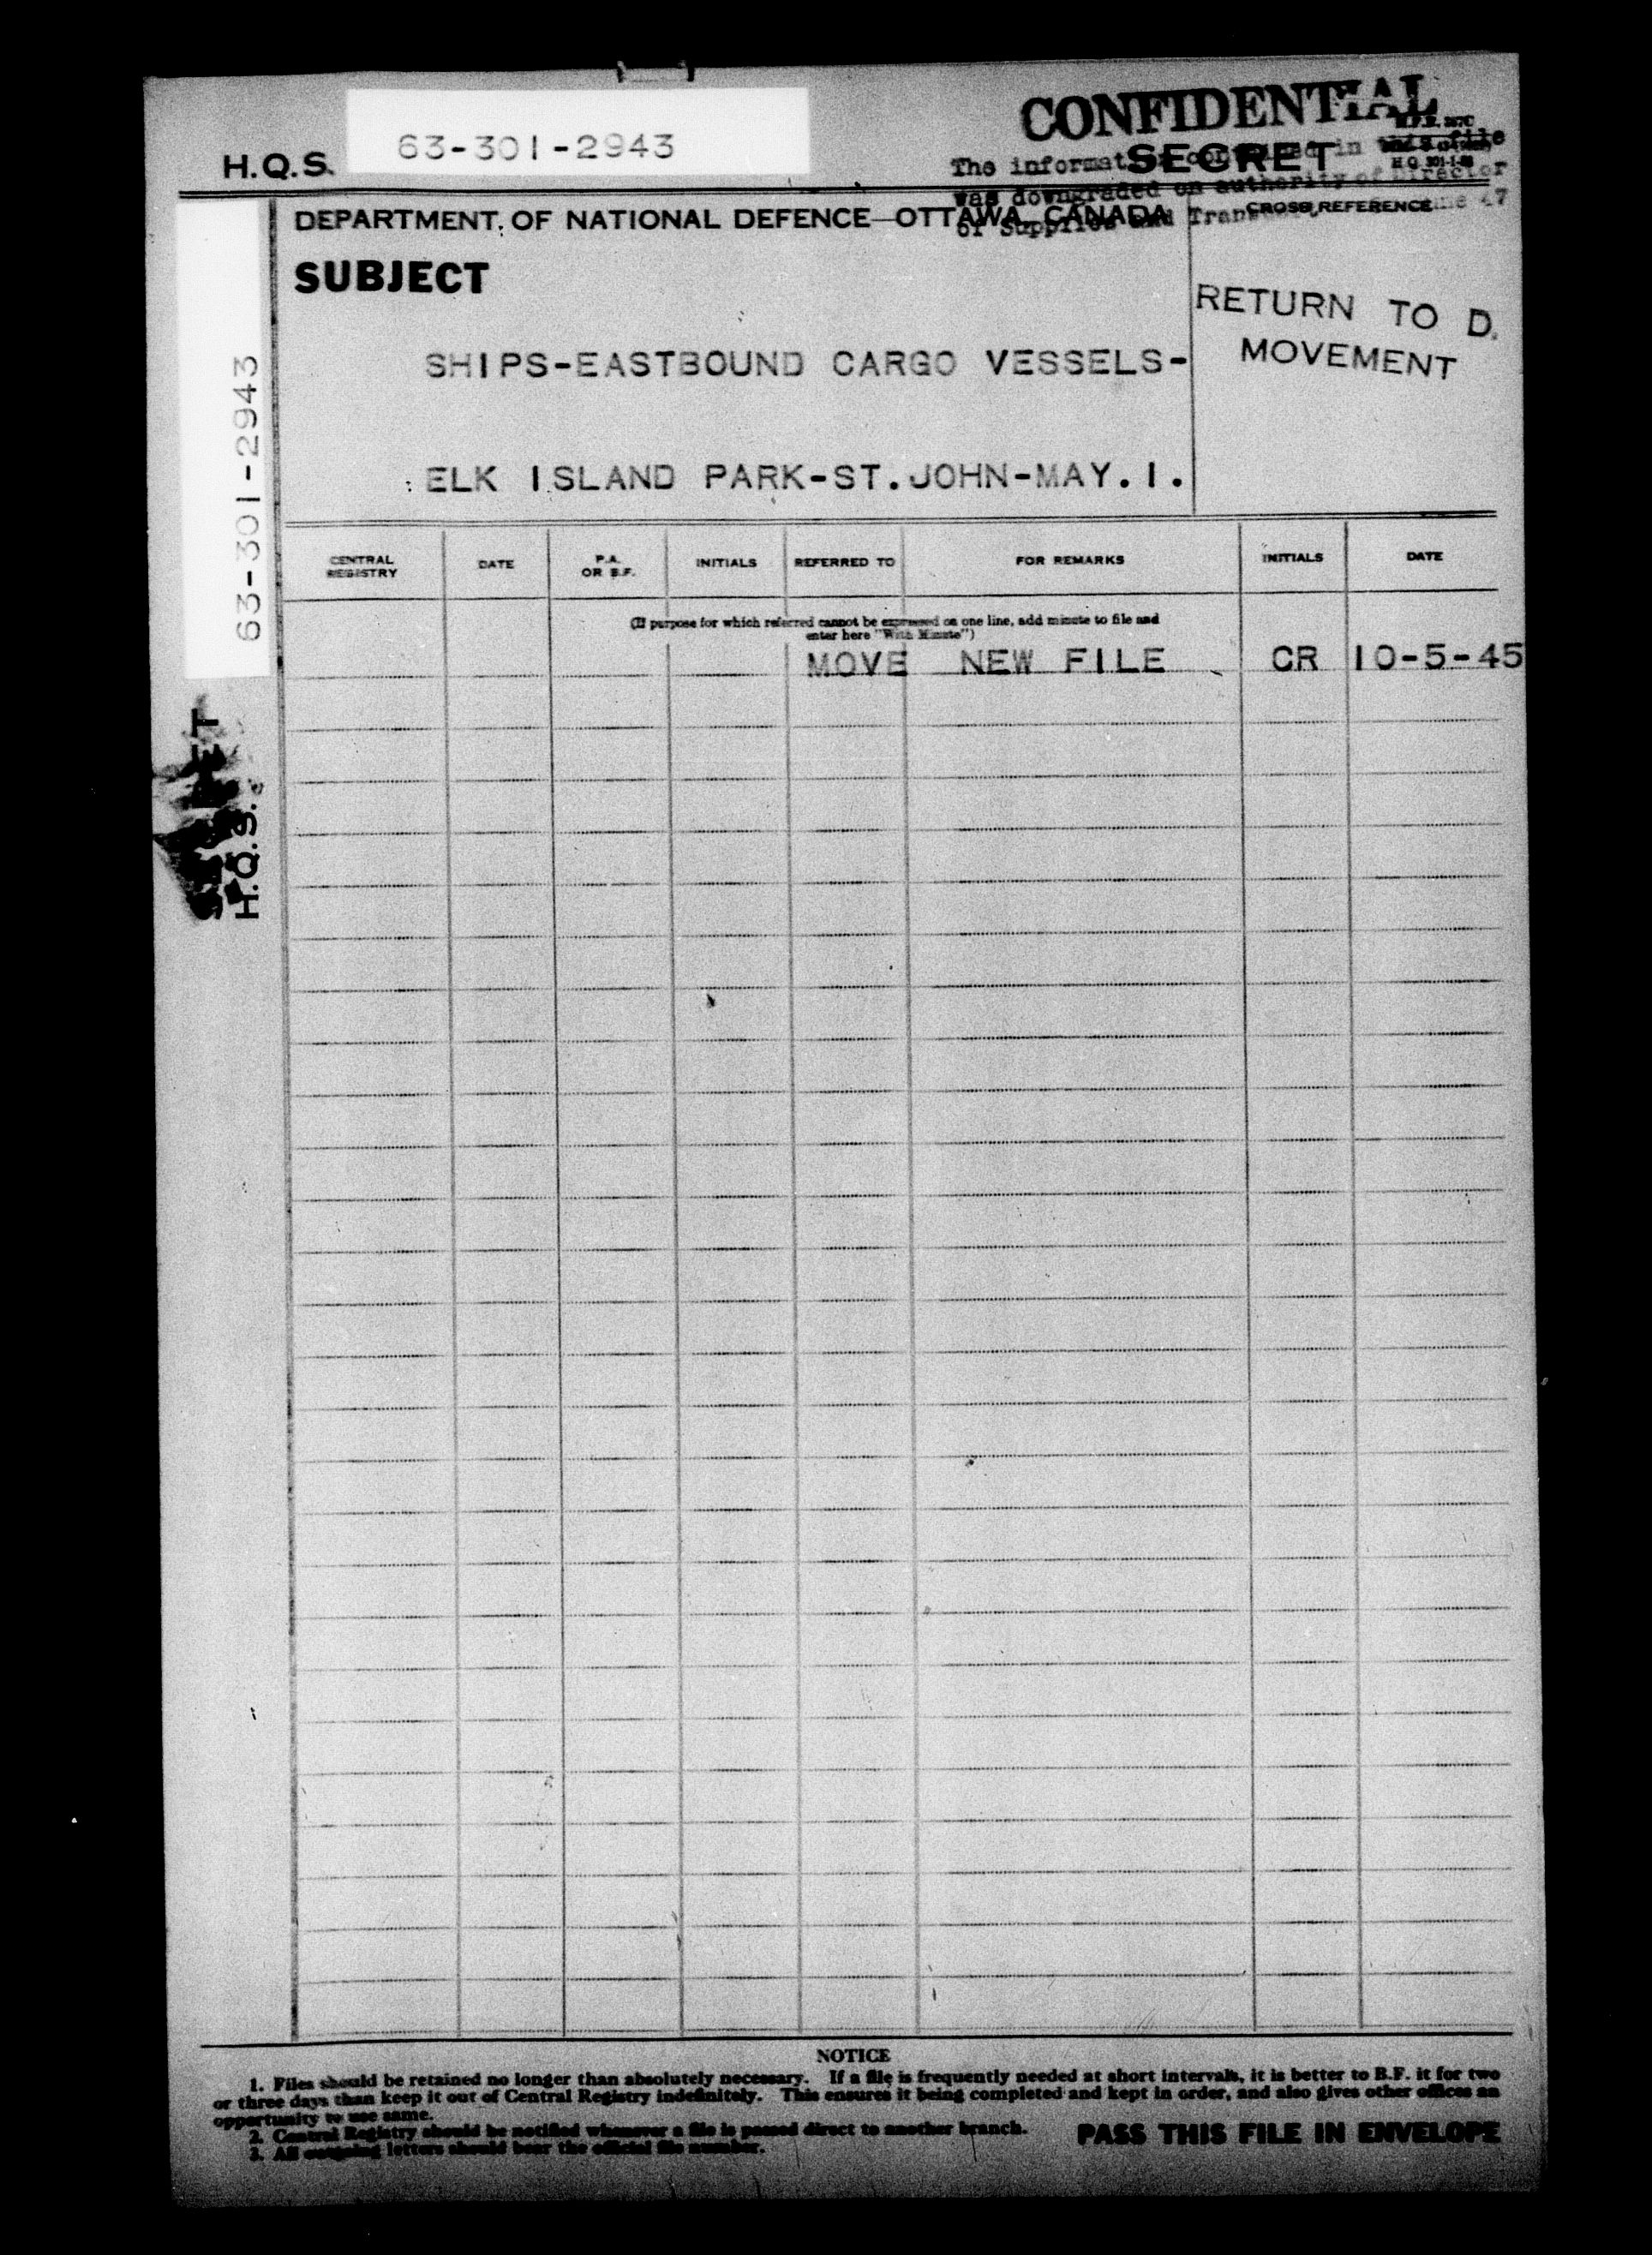 CONFIDENTIAL
63-301-2943
H.Q.S.
SECRET
The information contained in this file
was downgraded on authority of Director
of Supplies and
DEPARTMENT OF NATIONAL DEFENCE—OTTAWA, CANADA
CROSS REFERENCE
SUBJECT
RETURN TO D.
MOVEMENT
SHIPS-EASTBOUND CARGO VESSELS-
ELK ISLAND PARK-ST.JOHN-MAY.1.
63-301-2943
H.Q.S.
CENTRAL REGISTRY DATE P.A. OR B.F. INITIALS REFERRED TO FOR REMARKS INITIALS DATE
(If purpose for which referred cannot be expressed on one line, add minute to file and
enter here "With Minute")
MOVE NEW FILE CR 10-5-45
NOTICE
1. Files should be retained no longer than absolutely necessary. If a file is frequently needed at short intervals, it is better to B.F. it for two
or three days than keep it out of Central Registry indefinitely. This ensures it being completed and kept in order, and also gives other offices an
opportunity to use same.
2. Central Registry should be notified whenever a file is passed direct to another branch.
3. All outgoing letters should bear the official file number.
PASS THIS FILE IN ENVELOPE